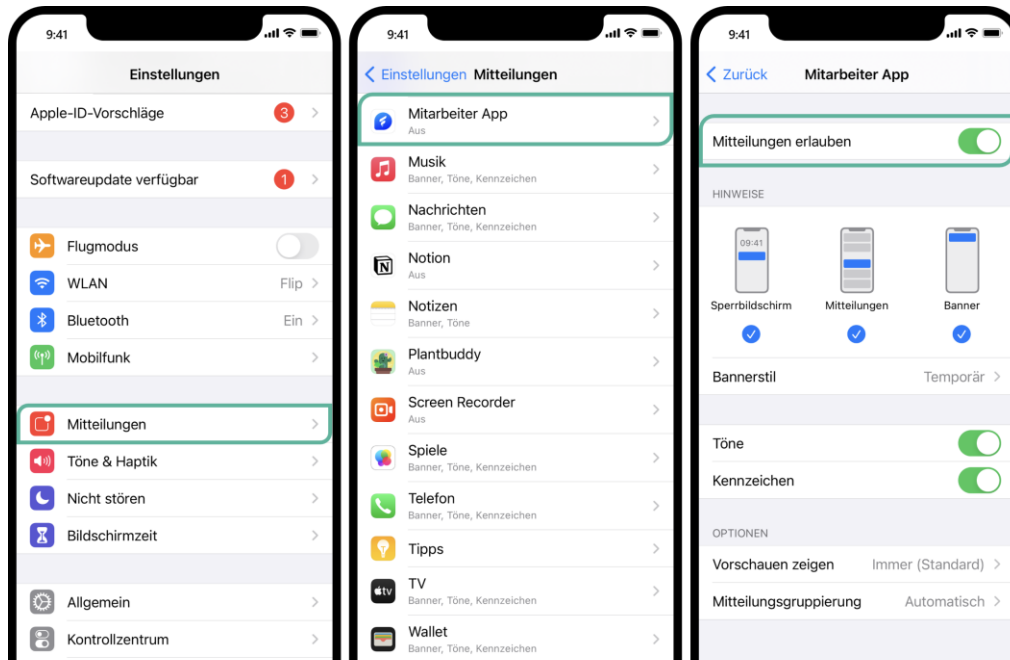 9:41
Einstellungen
Apple-ID-Vorschläge 3
Softwareupdate verfügbar 1
Flugmodus
WLAN Flip
Bluetooth Ein
Mobilfunk
Mitteilungen
Töne & Haptik
Nicht stören
Bildschirmzeit
Allgemein
Kontrollzentrum
9:41
Einstellungen Mitteilungen
Mitarbeiter App
Aus
Musik
Banner, Töne, Kennzeichen
Nachrichten
Banner, Töne, Kennzeichen
Notion
Aus
Notizen
Banner, Töne
Plantbuddy
Aus
Screen Recorder
Aus
Spiele
Banner, Töne, Kennzeichen
Telefon
Banner, Töne, Kennzeichen
Tipps
tv
TV
Banner, Töne, Kennzeichen
Wallet
Banner, Töne, Kennzeichen
9:41
Zurück Mitarbeiter App
Mitteilungen erlauben
HINWEISE
09:41
Sperrbildschirm Mitteilungen Banner
Bannerstil Temporär
Töne
Kennzeichen
OPTIONEN
Vorschauen zeigen Immer (Standard)
Mitteilungsgruppierung Automatisch